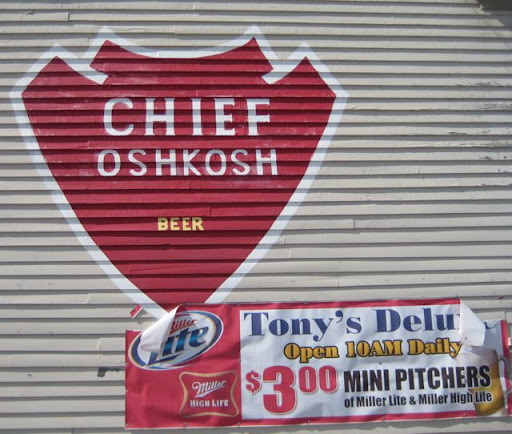 CHIEF
OSHKOSH
BEER
Miller
Lite
Tony's
Open 10AM Daily
Miller
HIGH LIFE
$3.00 MINI PITCHERS
of Miller Lite & Miller High Life